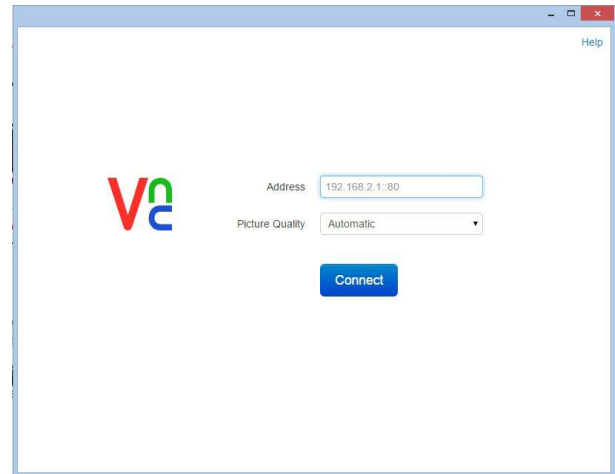 Help
VNC
Address 192.168.2.1::80
Picture Quality Automatic
Connect